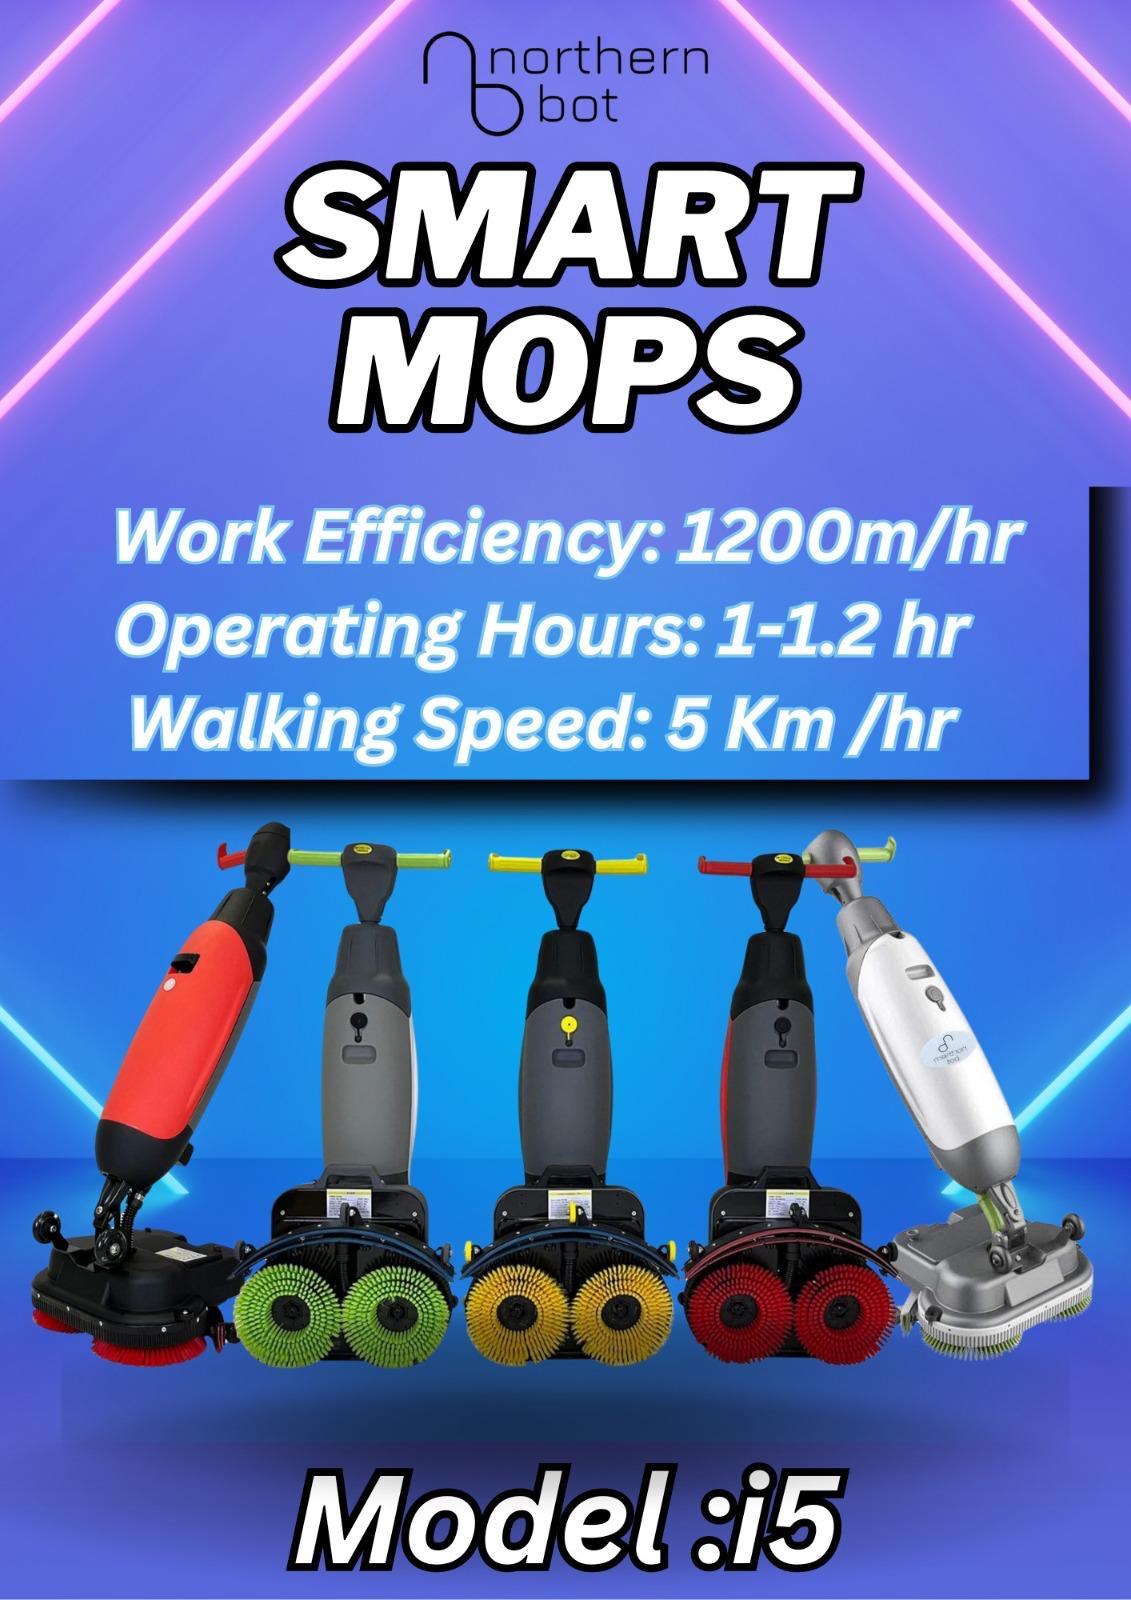 northern
bot
SMART
MOPS
Work Efficiency: 1200m/hr
Operating Hours: 1-1.2 hr
Walking Speed: 5 Km /hr
Model :i5